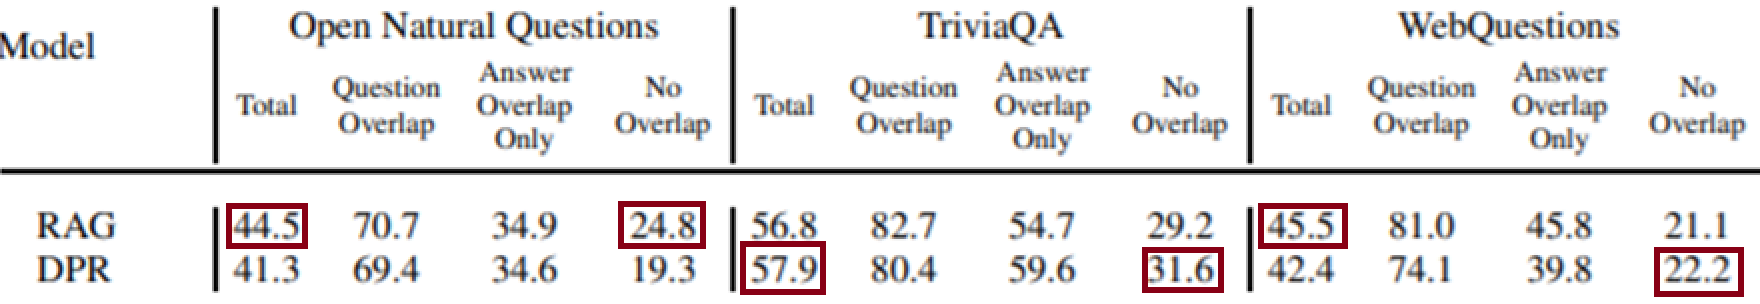 Model Open Natural Questions TriviaQA WebQuestions
Total Question Overlap Answer Overlap Only No Overlap Total Question Overlap Answer Overlap Only No Overlap Total Question Overlap Answer Overlap Only No Overlap
RAG 44.5 70.7 34.9 24.8 56.8 82.7 54.7 29.2 45.5 81.0 45.8 21.1
DPR 41.3 69.4 34.6 19.3 57.9 80.4 59.6 31.6 42.4 74.1 39.8 22.2